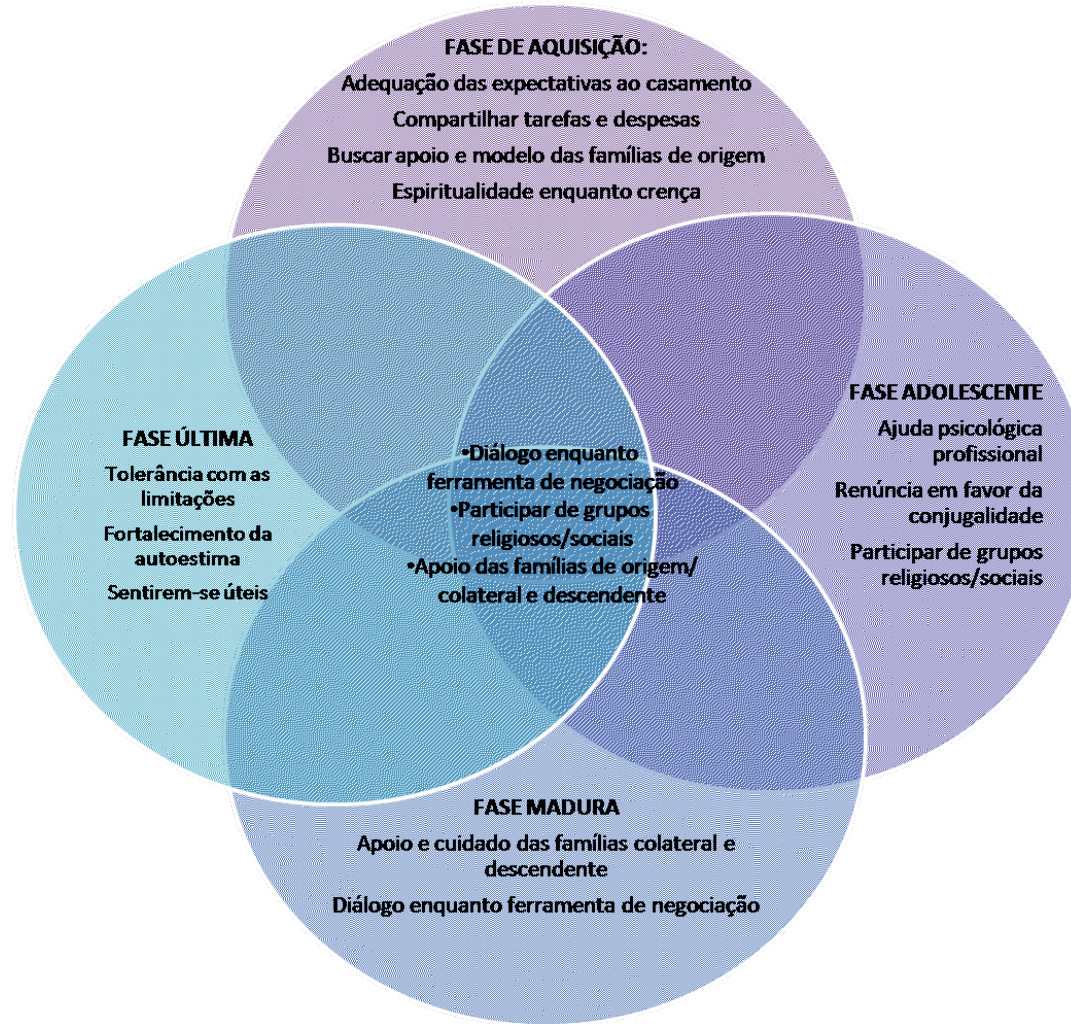 FASE DE AQUISIÇÃO:
Adequação das expectativas ao casamento
Compartilhar tarefas e despesas
Buscar apoio e modelo das famílias de origem
Espiritualidade enquanto crença
FASE ADOLESCENTE
Ajuda psicológica
profissional
Renúncia em favor da
conjugalidade
Participar de grupos
religiosos/sociais
FASE ÚLTIMA
Tolerância com as
limitações
Fortalecimento da
autoestima
Sentirem-se úteis
•Diálogo enquanto
ferramenta de negociação
•Participar de grupos
religiosos/sociais
•Apoio das famílias de origem/
colateral e descendente
FASE MADURA
Apoio e cuidado das famílias colateral e
descendente
Diálogo enquanto ferramenta de negociação